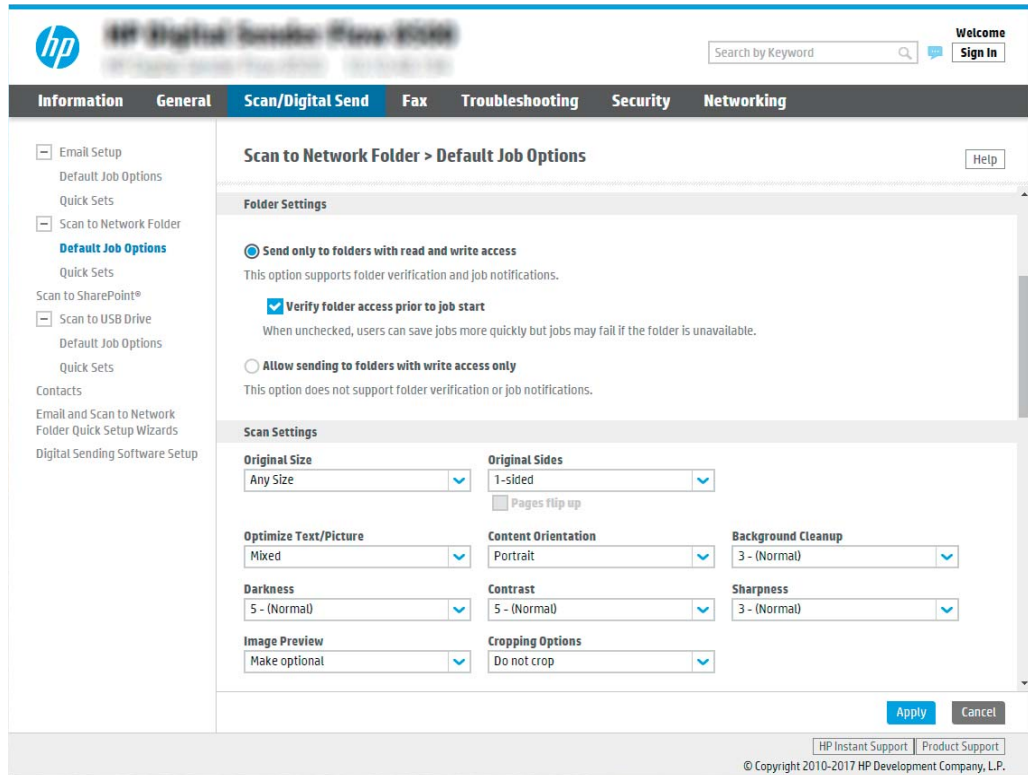 hp
Welcome
Search by Keyword
Sign In
Information General Scan/Digital Send Fax Troubleshooting Security Networking
Email Setup
Default Job Options
Quick Sets
Scan to Network Folder
Default Job Options
Quick Sets
Scan to SharePoint®
Scan to USB Drive
Default Job Options
Quick Sets
Contacts
Email and Scan to Network
Folder Quick Setup Wizards
Digital Sending Software Setup
Scan to Network Folder > Default Job Options
Help
Folder Settings
Send only to folders with read and write access
This option supports folder verification and job notifications.
Verify folder access prior to job start
When unchecked, users can save jobs more quickly but jobs may fail if the folder is unavailable.
Allow sending to folders with write access only
This option does not support folder verification or job notifications.
Scan Settings
Original Size Original Sides
Any Size 1-sided
Pages flip up
Optimize Text/Picture Content Orientation Background Cleanup
Mixed Portrait 3 - (Normal)
Darkness Contrast Sharpness
5 - (Normal) 5 - (Normal) 3 - (Normal)
Image Preview Cropping Options
Make optional Do not crop
Apply Cancel
HP Instant Support Product Support
© Copyright 2010-2017 HP Development Company, L.P.